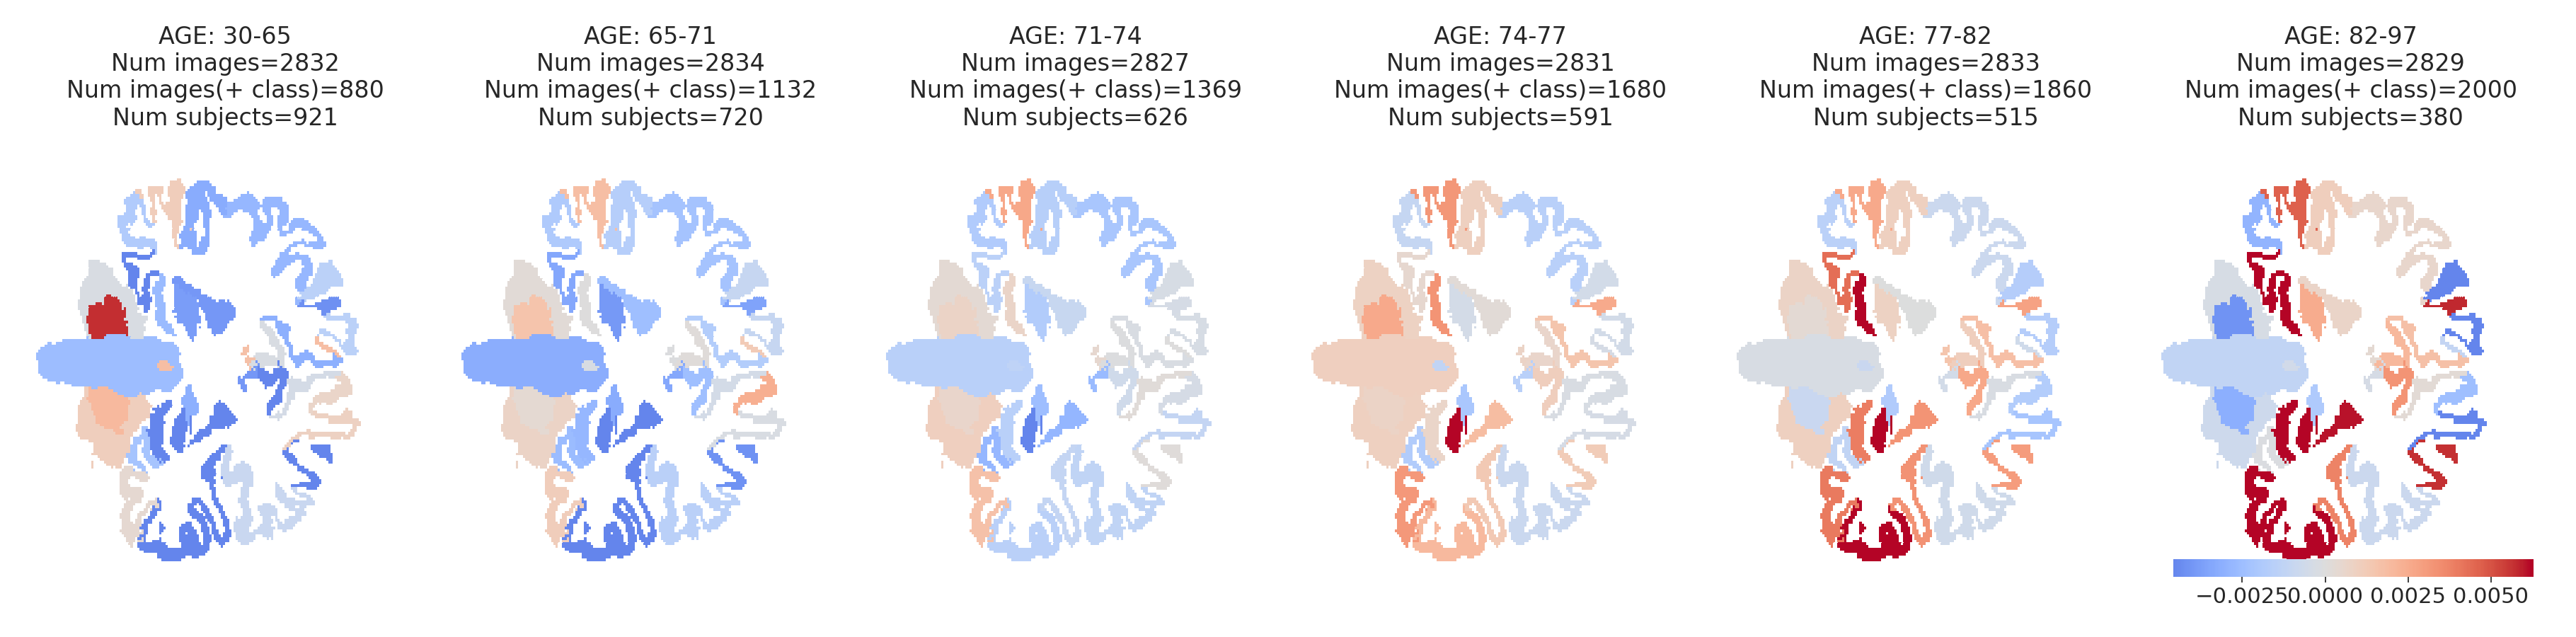 AGE: 30-65
Num images=2832
Num images(+ class)=880
Num subjects=921
AGE: 65-71
Num images=2834
Num images(+ class)=1132
Num subjects=720
AGE: 71-74
Num images=2827
Num images(+ class)=1369
Num subjects=626
AGE: 74-77
Num images=2831
Num images(+ class)=1680
Num subjects=591
AGE: 77-82
Num images=2833
Num images(+ class)=1860
Num subjects=515
AGE: 82-97
Num images=2829
Num images(+ class)=2000
Num subjects=380
−0.0025 0.0000 0.0025 0.0050